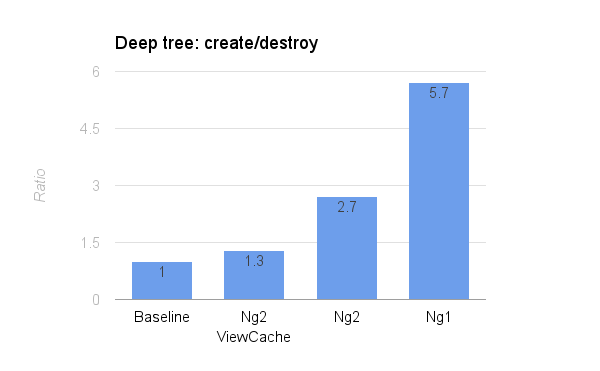 Deep tree: create/destroy
6
4.5
3
1.5
0
Ratio
1
1.3
2.7
5.7
Baseline
Ng2
ViewCache
Ng2
Ng1